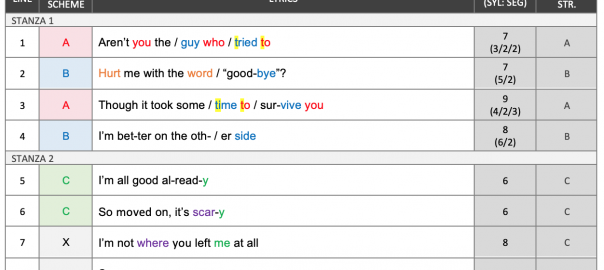 LINE SCHEME LYRICS (SYL: SEG) STR.
STANZA 1
1 A Aren't you the / guy who / tried to 7 (3/2/2) A
2 B Hurt me with the word / "good-bye"? 7 (5/2) B
3 A Though it took some / time to / sur-vive you 9 (4/2/3) A
4 B I'm bet-ter on the oth- / er side 8 (6/2) B
STANZA 2
5 C I'm all good al-read-y 6 C
6 C So moved on, it's scar-y 6 C
7 X I'm not where you left me at all 8 C